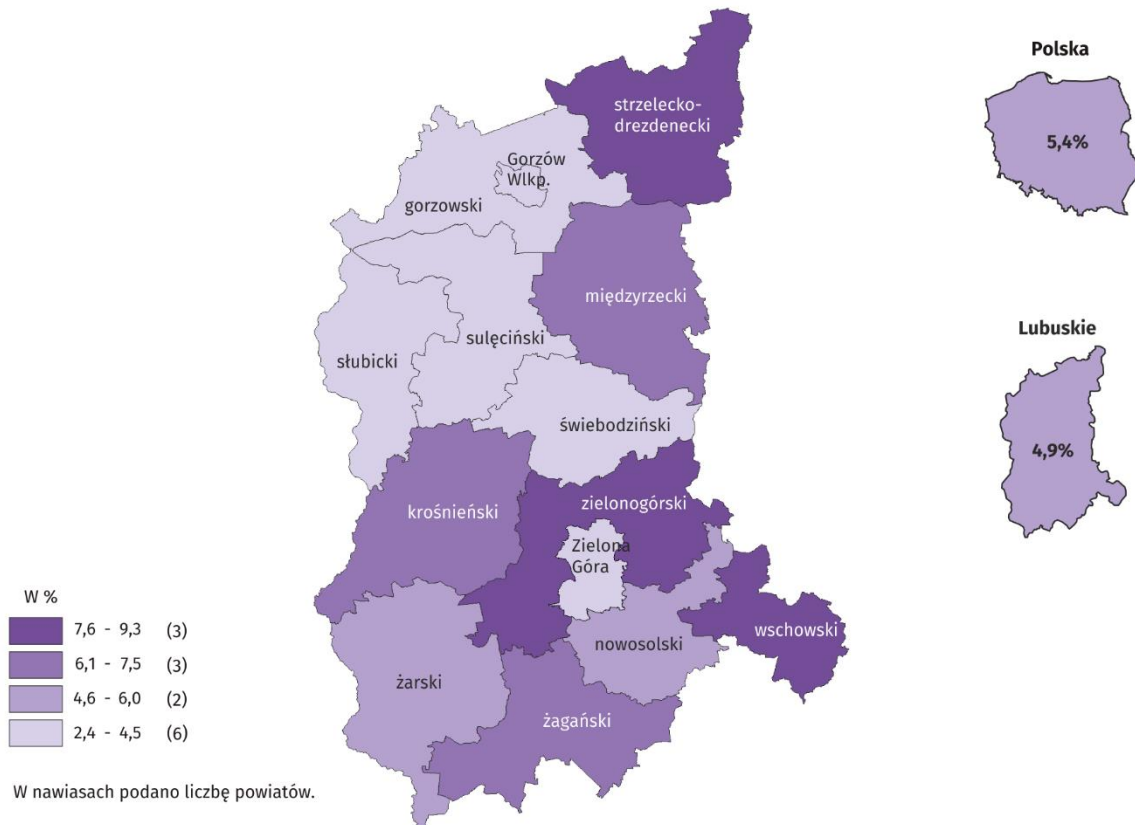 Polska
5,4%
Lubuskie
4,9%
strzelecko-
drezdenecki
Gorzów
Wlkp.
gorzowski
międzyrzecki
sulęciński
słubicki
świebodziński
zielonogórski
krośnieński
Zielona
Góra
wschowski
nowosolski
żarski
żagański
W %
7,6 - 9,3 (3)
6,1 - 7,5 (3)
4,6 - 6,0 (2)
2,4 - 4,5 (6)
W nawiasach podano liczbę powiatów.